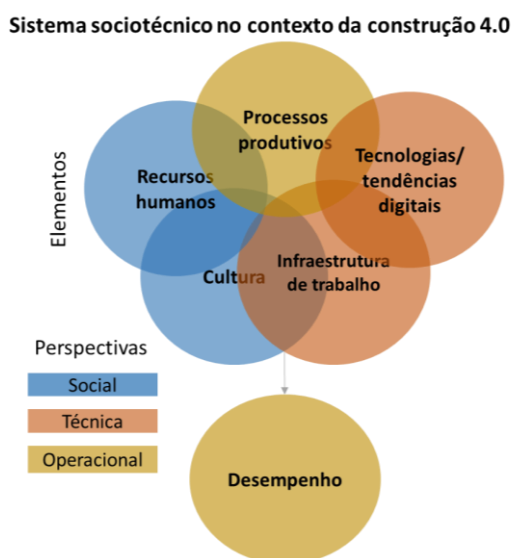 Sistema sociotécnico no contexto da construção 4.0
Processos
produtivos
Tecnologias/
tendências
digitais
Recursos
humanos
Elementos
Cultura
Infraestrutura
de trabalho
Perspectivas
Social
Técnica
Operacional
Desempenho